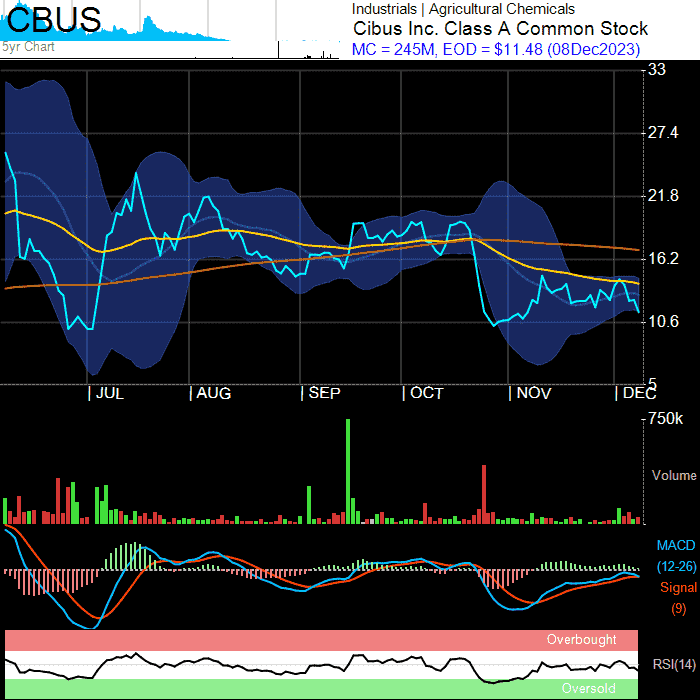 CBUS
5yr Chart
Industrials | Agricultural Chemicals
Cibus Inc. Class A Common Stock
MC = 245M, EOD = $11.48 (08Dec2023)
33
27.4
21.8
16.2
10.6
5
JUL AUG SEP OCT NOV DEC
750k
Volume
MACD
(12-26)
Signal
(9)
Overbought
RSI(14)
Oversold